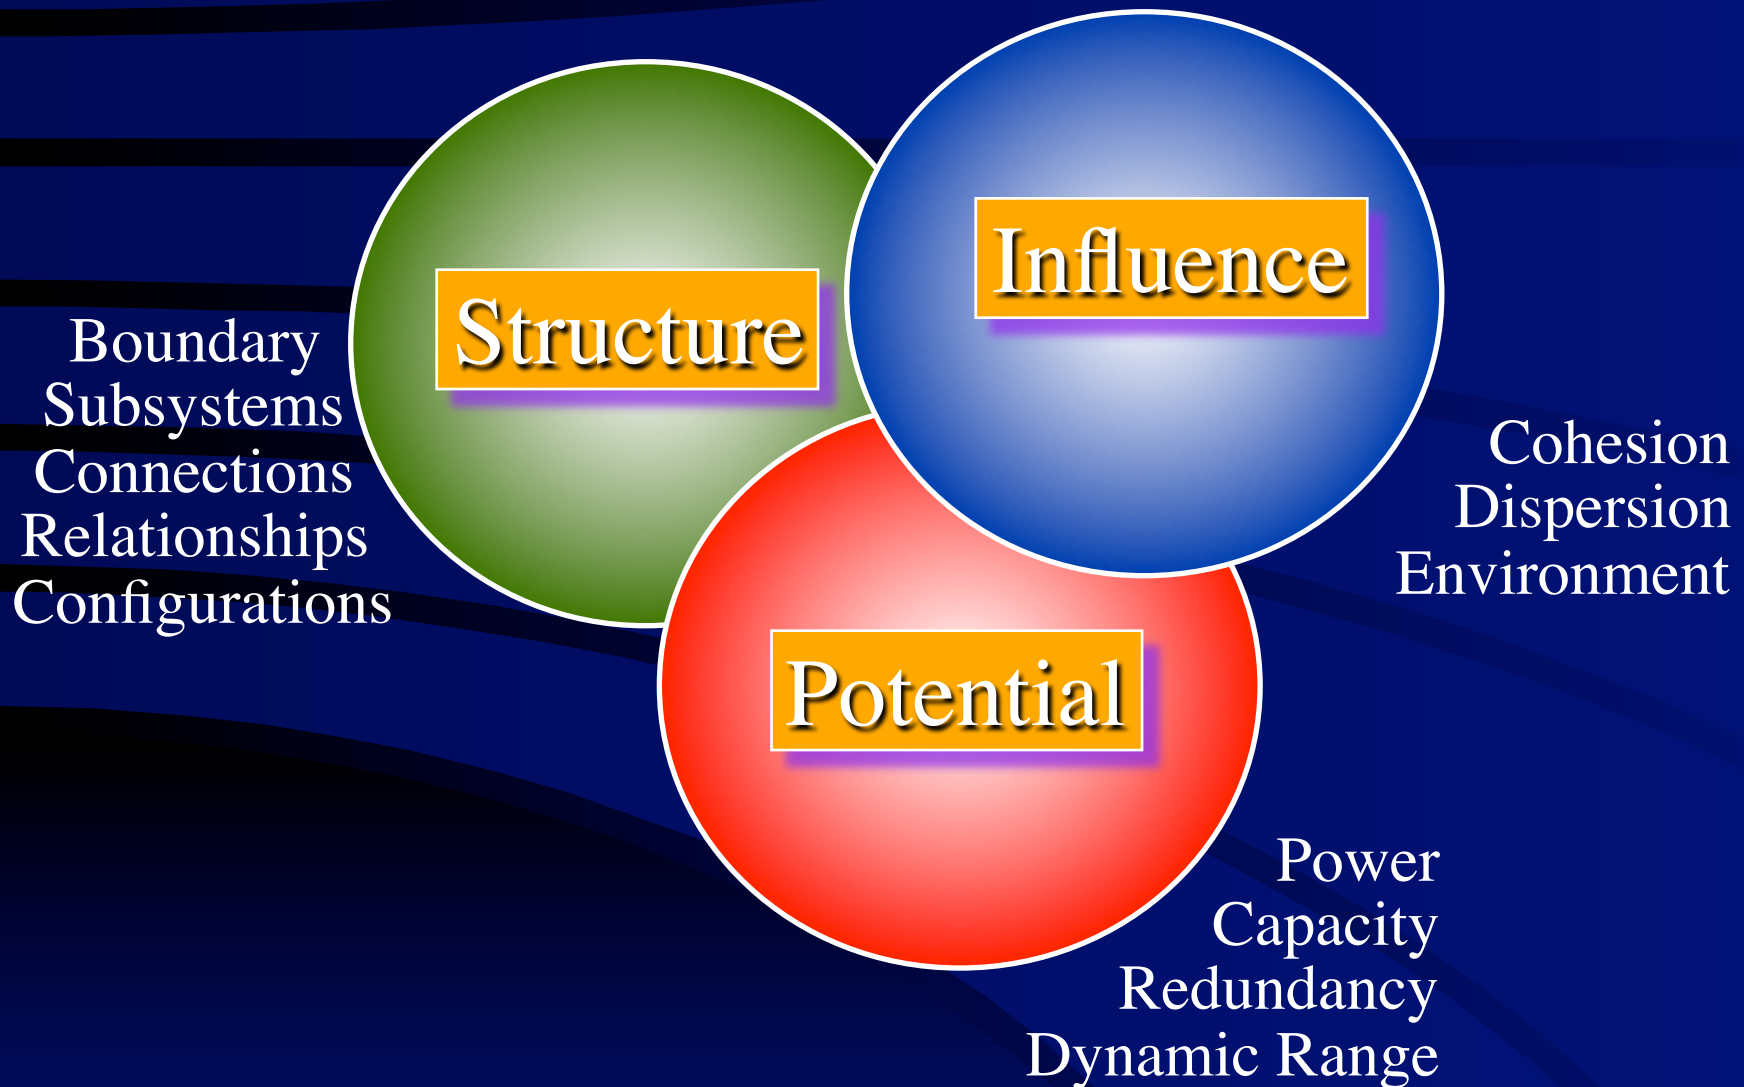 Structure
Influence
Potential
Boundary
Subsystems
Connections
Relationships
Configurations
Cohesion
Dispersion
Environment
Power
Capacity
Redundancy
Dynamic Range